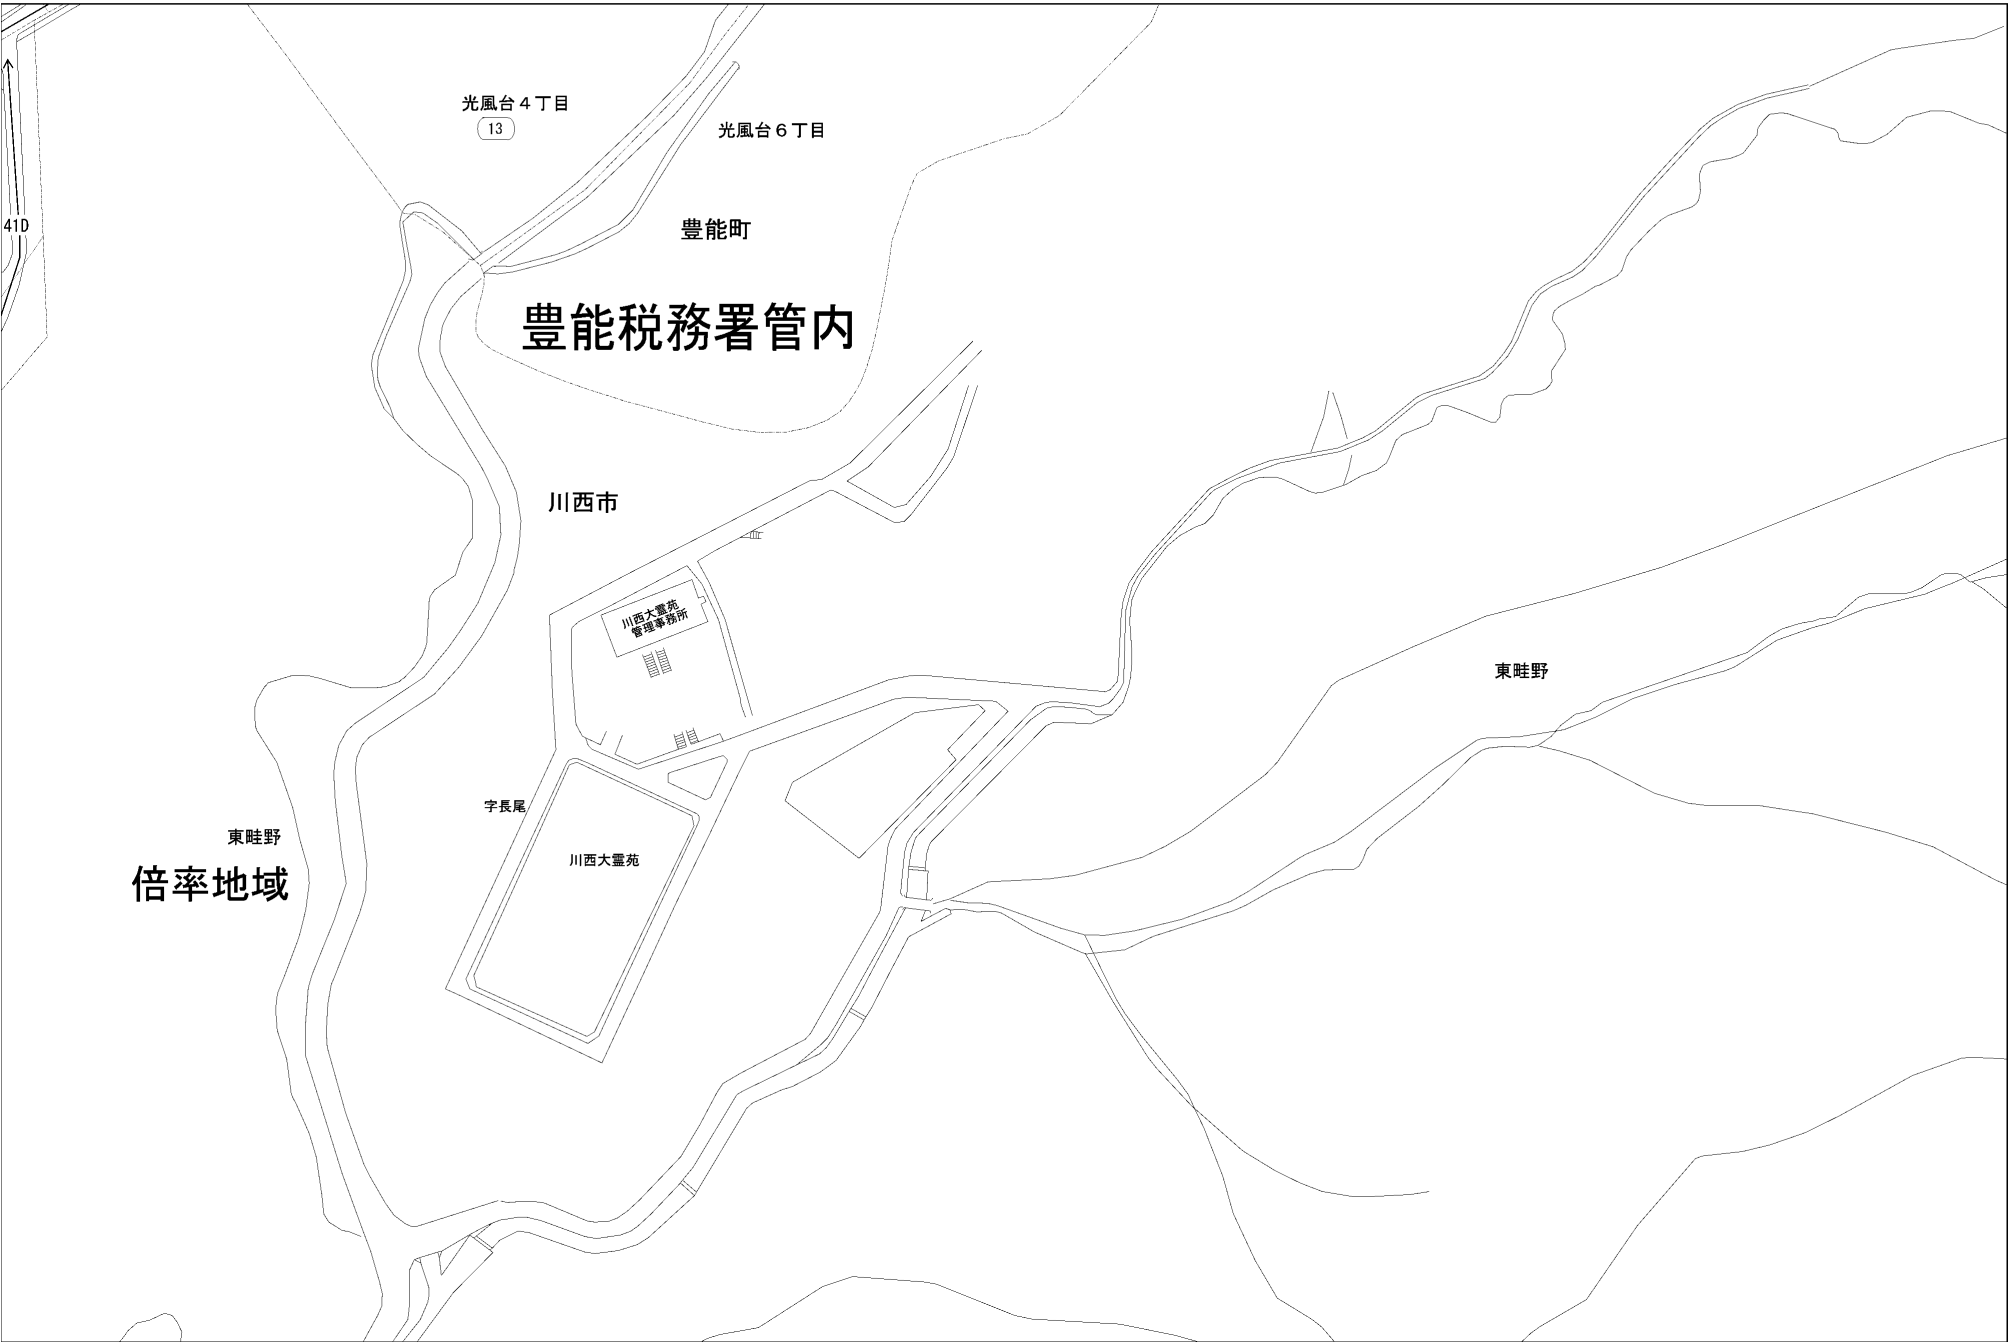 光風台４丁目
13
光風台６丁目
41D
豊能町
豊能税務署管内
川西市
川西大霊苑
管理事務所
東畦野
字長尾
東畦野
川西大霊苑
倍率地域